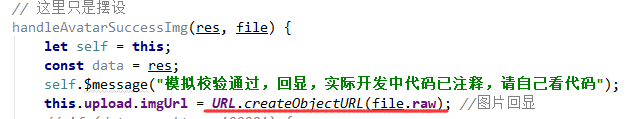 // 这里只是摆设
handleAvatarSuccessImg(res, file) {
let self = this;
const data = res;
self.$message("模拟校验通过，回显，实际开发中代码已注释，请自己看代码");
this.upload.imgUrl = URL.createObjectURL(file.raw); //图片回显